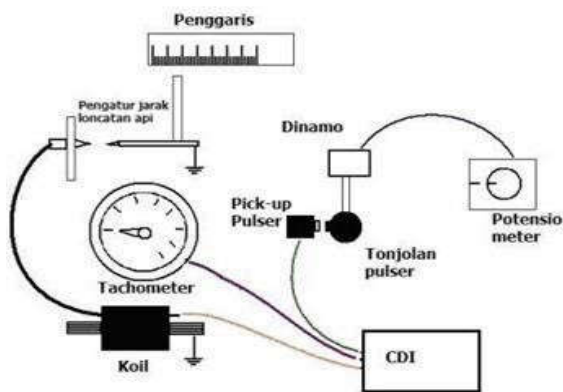 Penggaris
Pengatur jarak
loncatan api
Dinamo
Pick-up
Pulser
Potensio
meter
Tonjolan
pulser
Tachometer
Koil
CDI